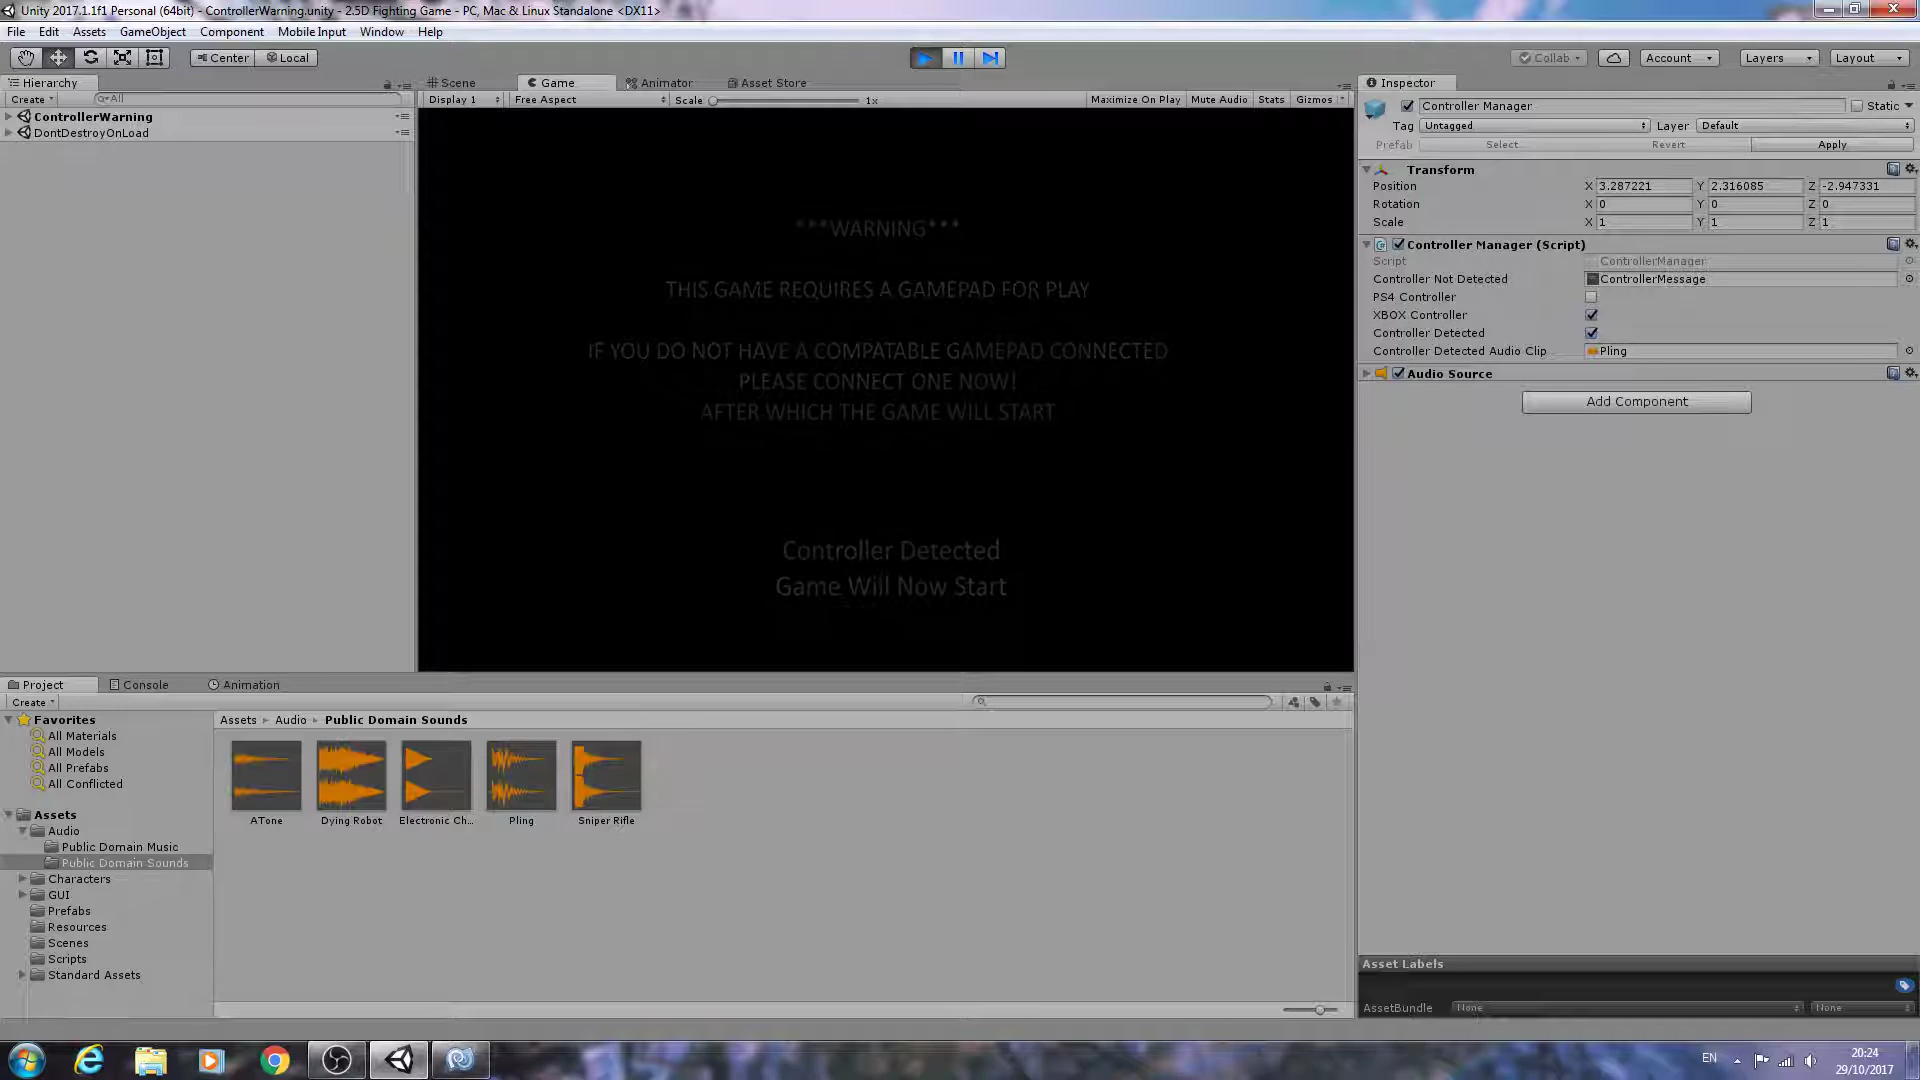 Unity 2017.1.1f1 Personal (64bit) - ControllerWarning.unity - 2.5D Fighting Game - PC, Mac & Linux Standalone <DX11>
File Edit Assets GameObject Component Mobile Input Window Help
Center Local
Collab Account Layers Layout
Hierarchy
Create All
ControllerWarning
DontDestroyOnLoad
Scene Game Animator Asset Store
Display 1 Free Aspect Scale 1x Maximize On Play Mute Audio Stats Gizmos
***WARNING***
THIS GAME REQUIRES A GAMEPAD FOR PLAY
IF YOU DO NOT HAVE A COMPATABLE GAMEPAD CONNECTED
PLEASE CONNECT ONE NOW!
AFTER WHICH THE GAME WILL START
Controller Detected
Game Will Now Start
Inspector
Controller Manager Static
Tag Untagged Layer Default
Prefab Select Revert Apply
Transform
Position X 3.287221 Y 2.316085 Z -2.947331
Rotation X 0 Y 0 Z 0
Scale X 1 Y 1 Z 1
Controller Manager (Script)
Script ControllerManager
Controller Not Detected ControllerMessage
PS4 Controller
XBOX Controller
Controller Detected
Controller Detected Audio Clip Pling
Audio Source
Add Component
Project Console Animation
Create
Favorites
All Materials
All Models
All Prefabs
All Conflicted
Assets
Audio
Public Domain Music
Public Domain Sounds
Characters
GUI
Prefabs
Resources
Scenes
Scripts
Standard Assets
Assets Audio Public Domain Sounds
ATone Dying Robot Electronic Ch... Pling Sniper Rifle
Asset Labels
AssetBundle None None
EN
20:24
29/10/2017